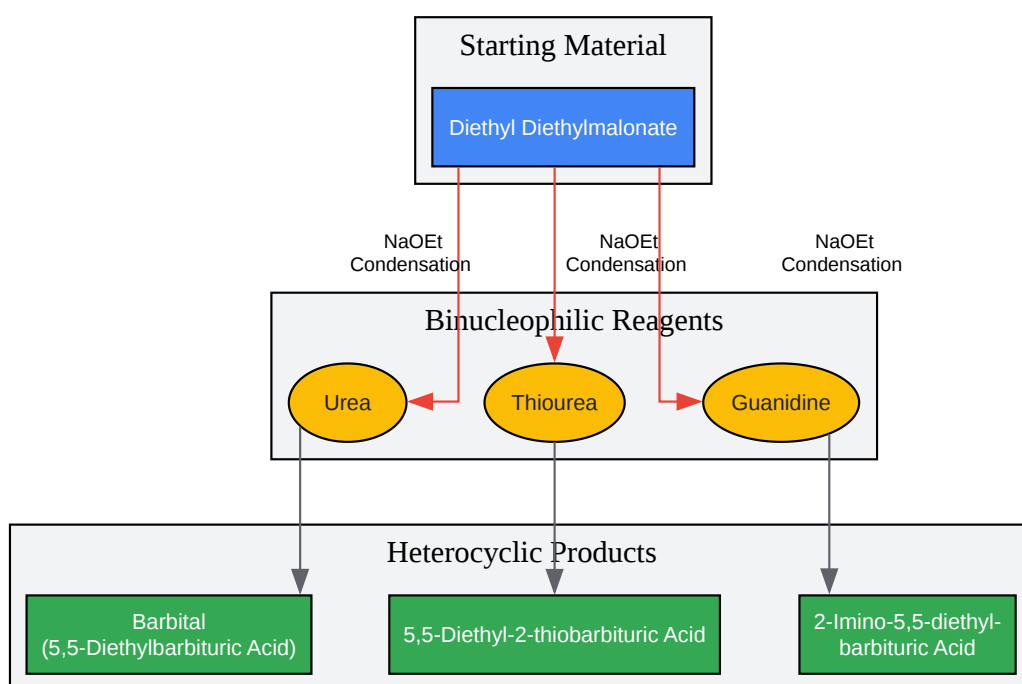 Starting Material
Diethyl Diethylmalonate
NaOEt
Condensation
NaOEt
Condensation
NaOEt
Condensation
Binucleophilic Reagents
Urea
Thiourea
Guanidine
Heterocyclic Products
Barbital
(5,5-Diethylbarbituric Acid)
5,5-Diethyl-2-thiobarbituric Acid
2-Imino-5,5-diethyl-
barbituric Acid